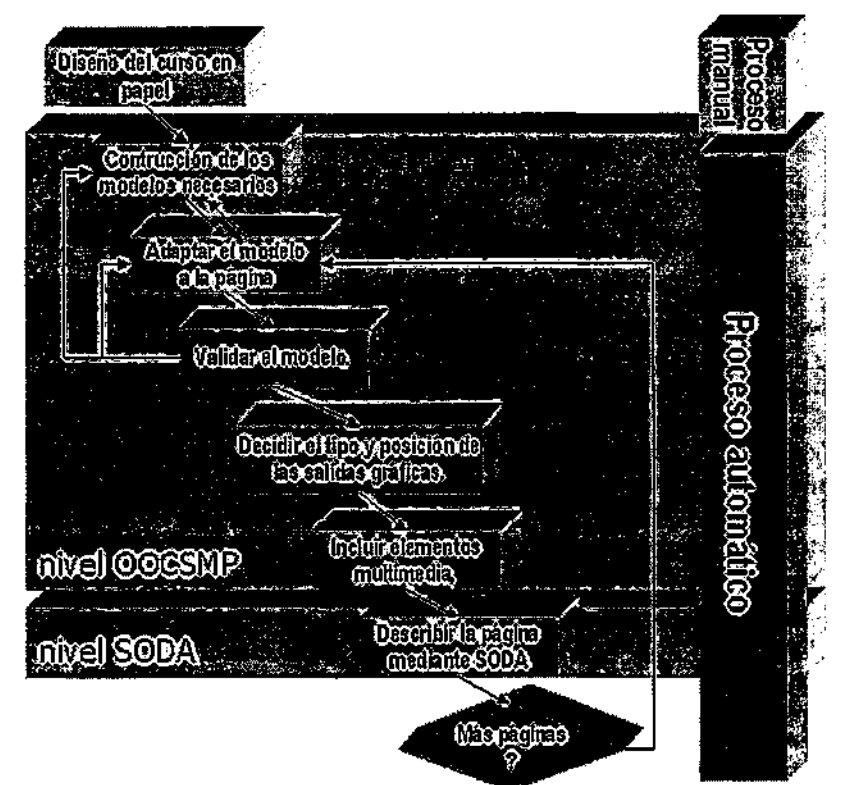 Diseño del curso en
papel
Proceso
manual
Contrucción de los
modelos necesarios
Adaptar el modelo
a la página
Validar el modelo.
Decidir el tipo y posición de
las salidas gráficas.
Incluir elementos
multimedia,
nivel OOCSMP
Describir la página
mediante SODA
nivel SODA
Más páginas
?
Proceso automático